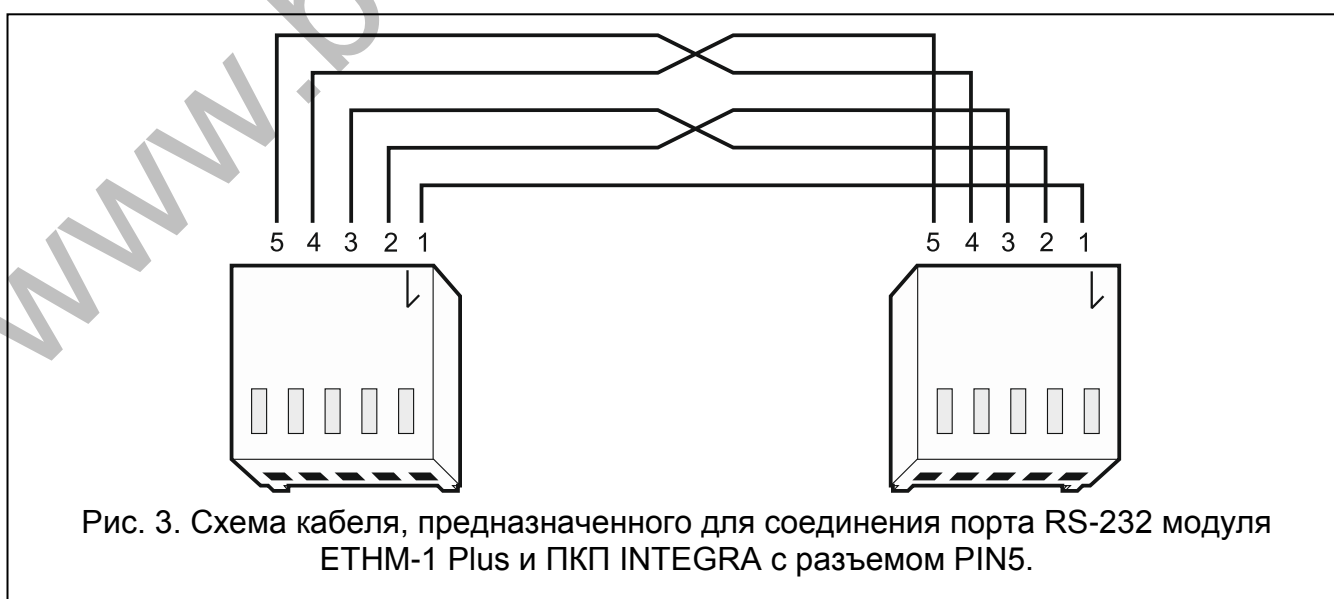 www.b
5 4 3 2 1 5 4 3 2 1
Рис. 3. Схема кабеля, предназначенного для соединения порта RS-232 модуля
ETHM-1 Plus и ПКП INTEGRA с разъемом PIN5.